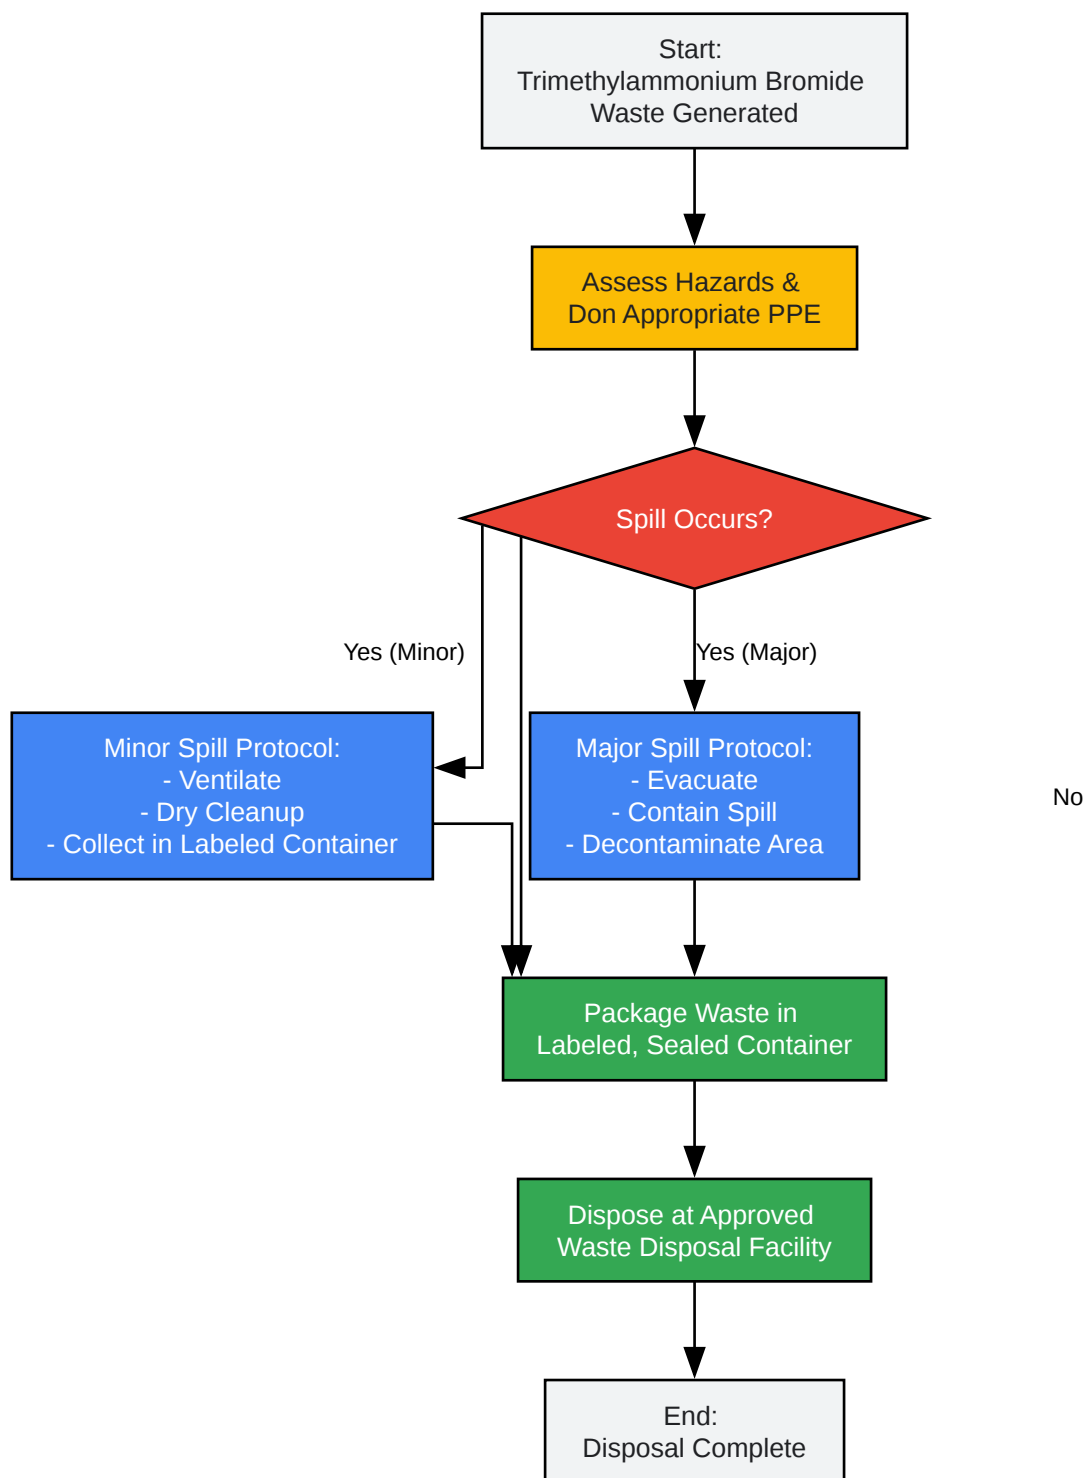 Start:
Trimethylammonium Bromide
Waste Generated
Assess Hazards &
Don Appropriate PPE
Spill Occurs?
Yes (Minor)
Yes (Major)
Minor Spill Protocol:
- Ventilate
- Dry Cleanup
- Collect in Labeled Container
Major Spill Protocol:
- Evacuate
- Contain Spill
- Decontaminate Area
No
Package Waste in
Labeled, Sealed Container
Dispose at Approved
Waste Disposal Facility
End:
Disposal Complete